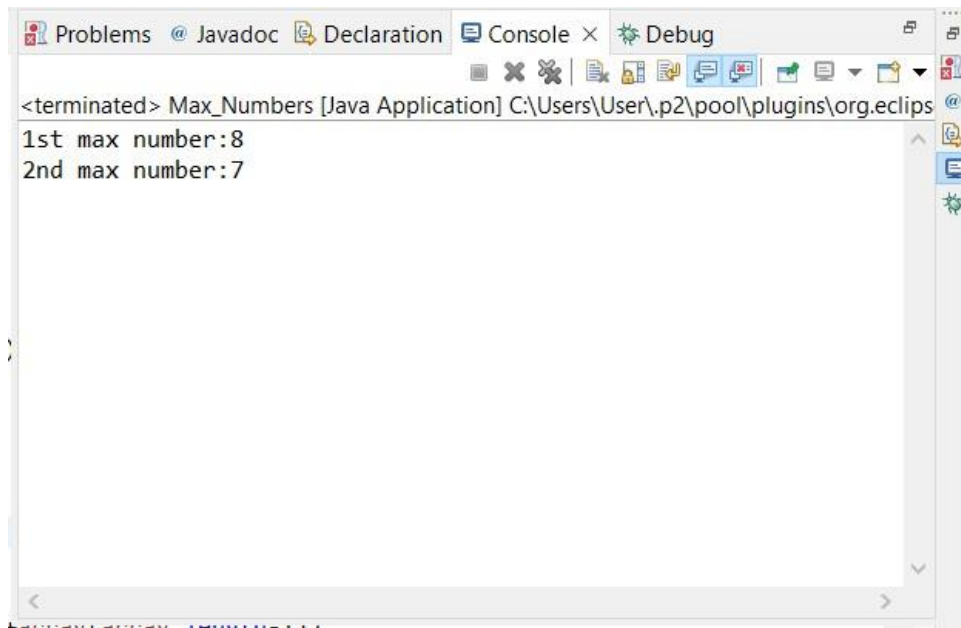 Problems @ Javadoc Declaration Console Debug
<terminated> Max_Numbers [Java Application] C:\Users\User\.p2\pool\plugins\org.eclips
1st max number:8
2nd max number:7